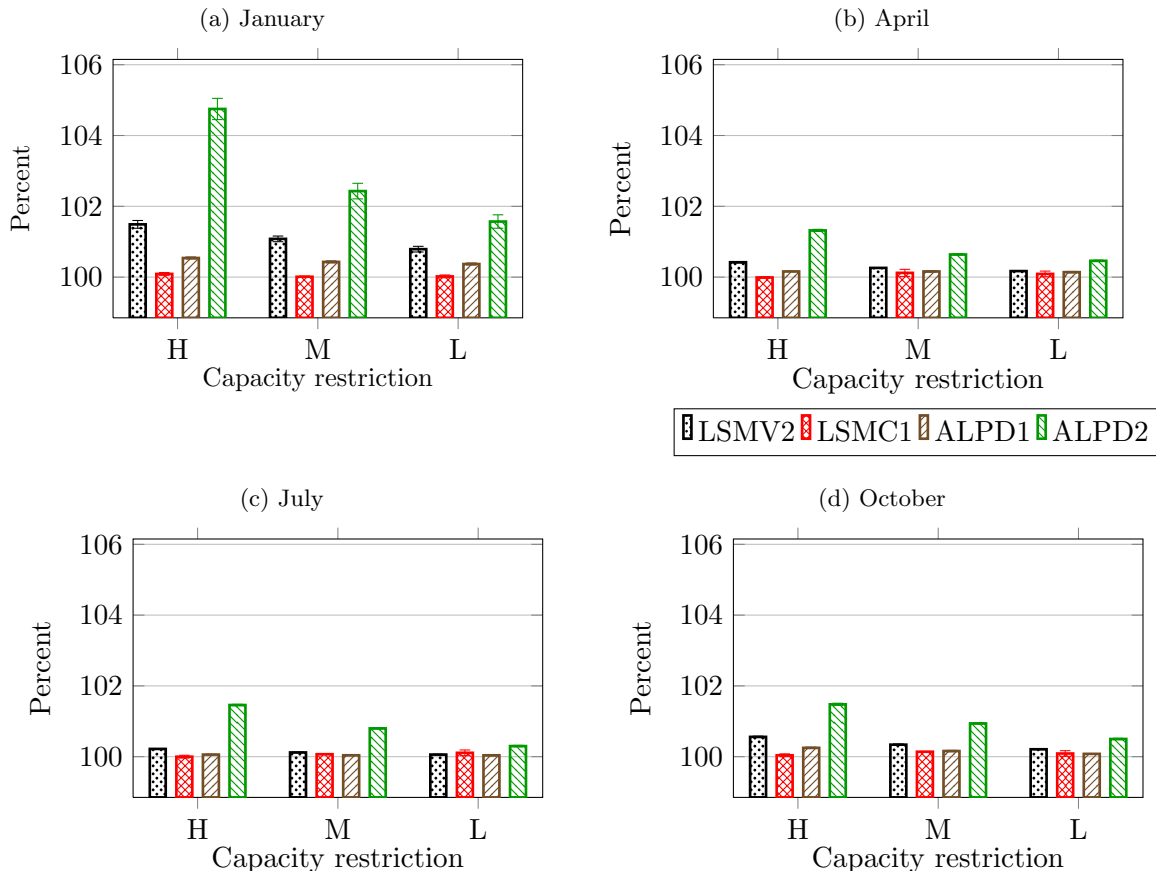 (a) January
106
104
102
100
Percent
H M L
Capacity restriction
(b) April
106
104
102
100
Percent
H M L
Capacity restriction
LSMV2 LSMC1 ALPD1 ALPD2
(c) July
106
104
102
100
Percent
H M L
Capacity restriction
(d) October
106
104
102
100
Percent
H M L
Capacity restriction